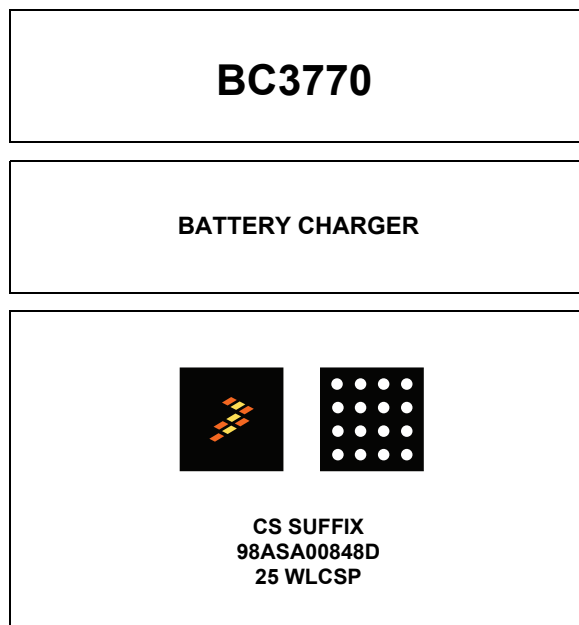 BC3770
BATTERY CHARGER
CS SUFFIX
98ASA00848D
25 WLCSP